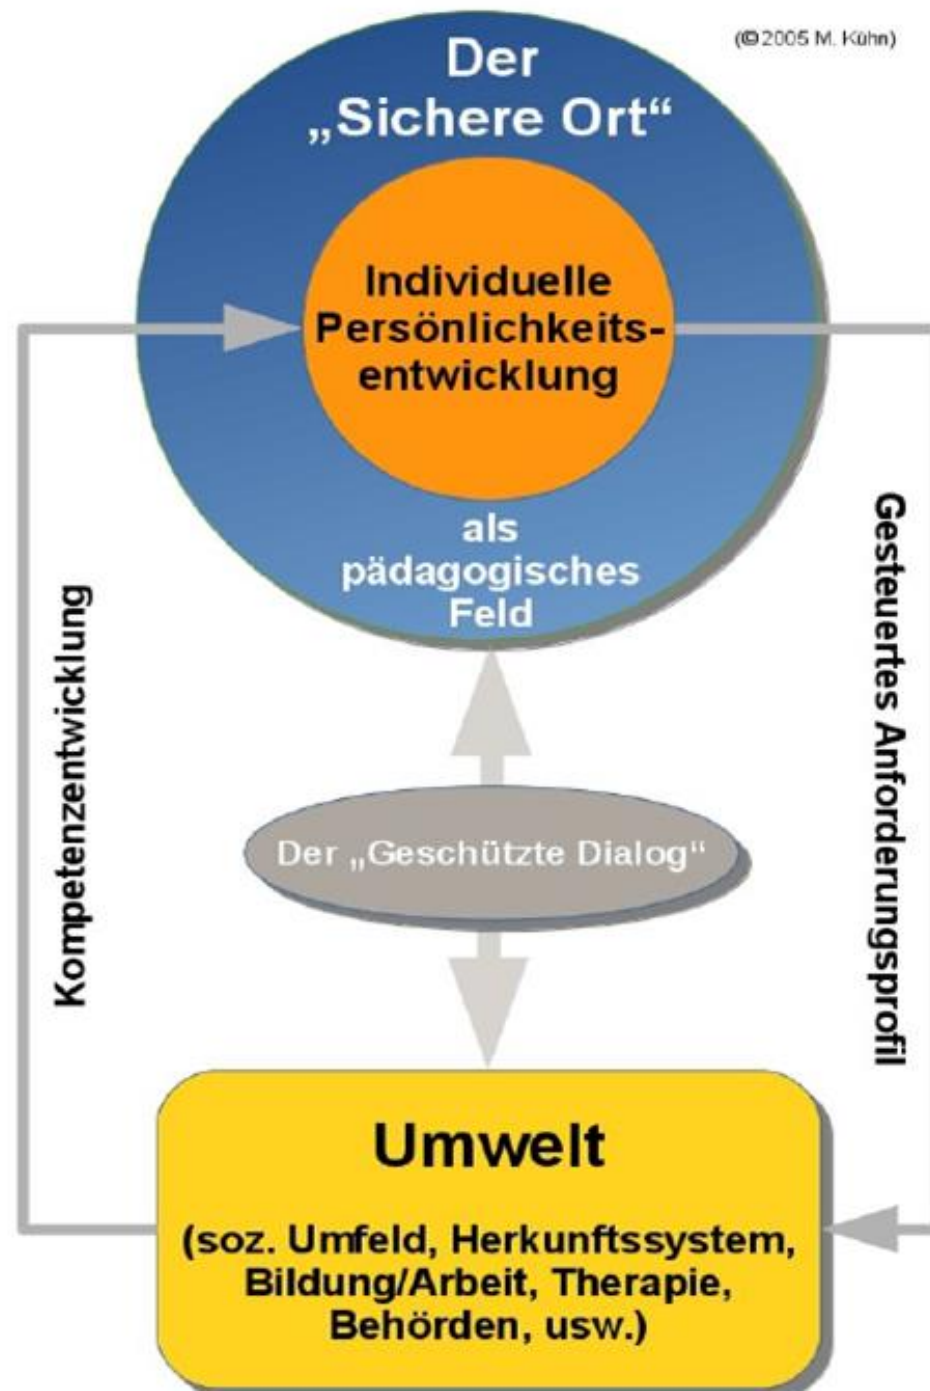 (©2005 M. Kühn)
Der
„Sichere Ort“
Individuelle
Persönlichkeits-
entwicklung
als
pädagogisches
Feld
Kompetenzentwicklung
Gesteuertes Anforderungsprofil
Der „Geschützte Dialog“
Umwelt
(soz. Umfeld, Herkunftssystem,
Bildung/Arbeit, Therapie,
Behörden, usw.)